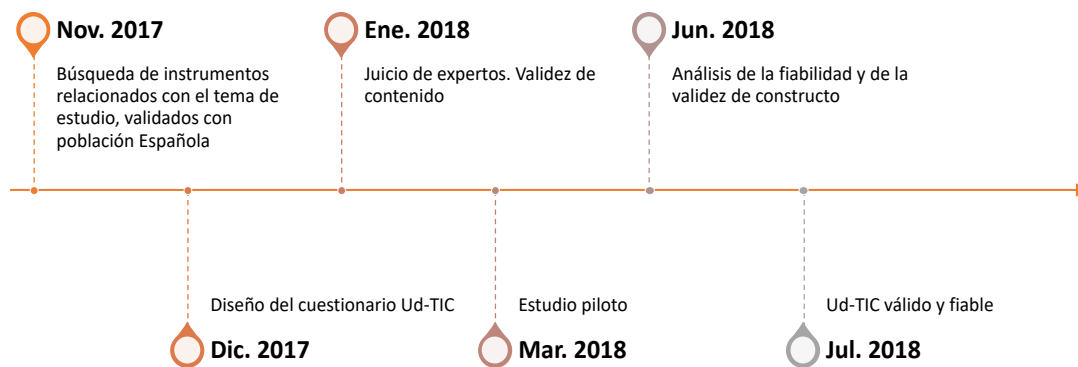 Nov. 2017
Búsqueda de instrumentos
relacionados con el tema de
estudio, validados con
población Española
Ene. 2018
Juicio de expertos. Validez de
contenido
Jun. 2018
Análisis de la fiabilidad y de la
validez de constructo
Diseño del cuestionario Ud-TIC
Dic. 2017
Estudio piloto
Mar. 2018
Ud-TIC válido y fiable
Jul. 2018